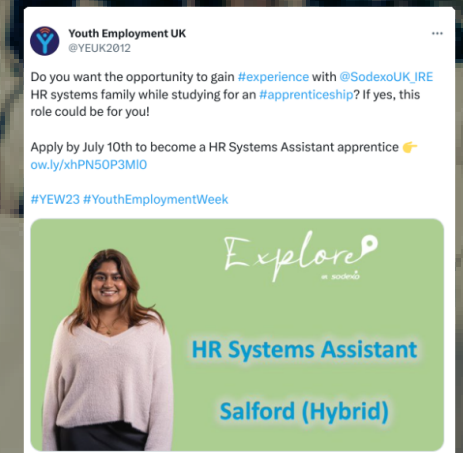 Youth Employment UK
@YEUK2012
Do you want the opportunity to gain #experience with @SodexoUK_IRE
HR systems family while studying for an #apprenticeship? If yes, this
role could be for you!
Apply by July 10th to become a HR Systems Assistant apprentice 👉
ow.ly/xhPN50P3Ml0
#YEW23 #YouthEmploymentWeek
Explore
@ sodexo
HR Systems Assistant
Salford (Hybrid)